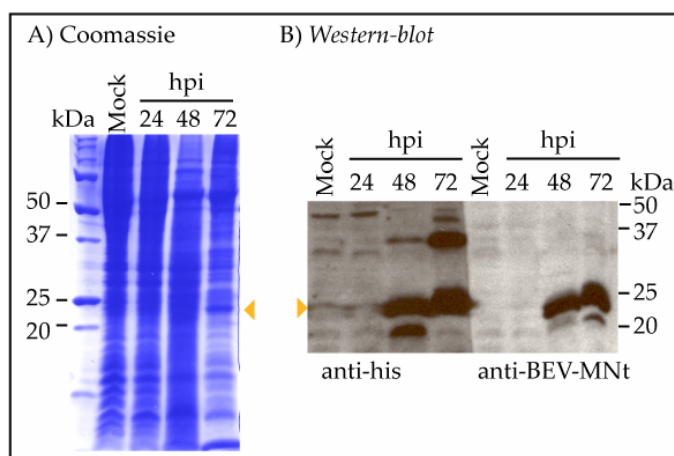 A) Coomassie
B) Western-blot
hpi
kDa
Mock
24 48 72
50
37
25
20
hpi
Mock
24 48 72
hpi
Mock
24 48 72
kDa
50
37
25
20
anti-his
anti-BEV-MNt